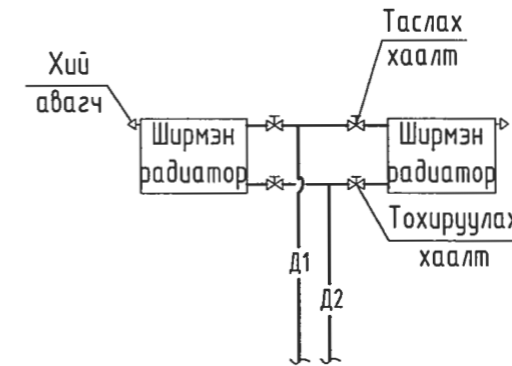 Таслах
хаалт
Хий
авагч
Ширмэн
радиатор
Ширмэн
радиатор
Тохируулах
хаалт
Д1
Д2